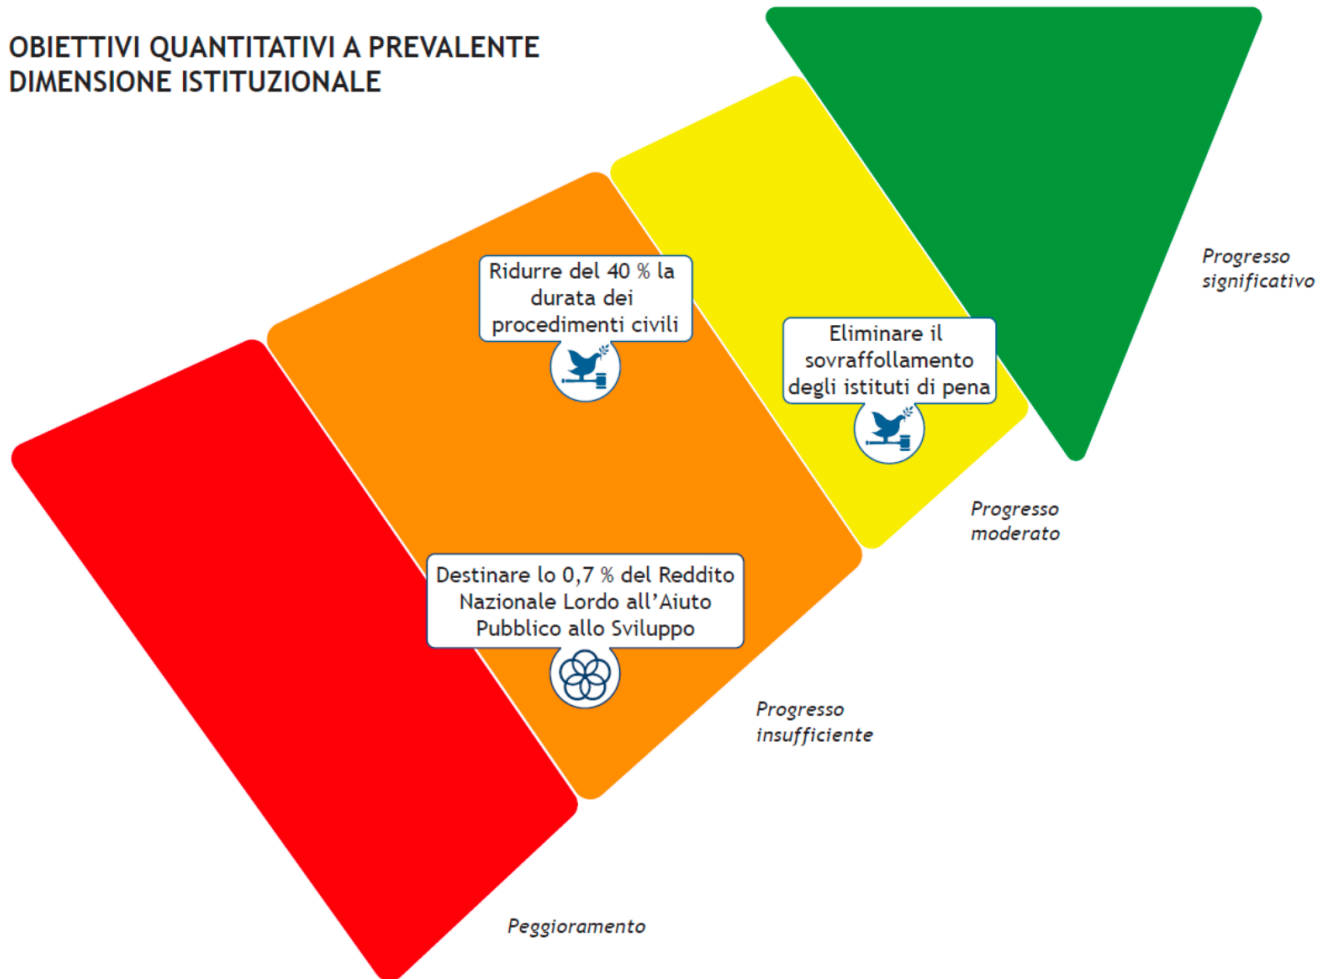 OBIETTIVI QUANTITATIVI A PREVALENTE
DIMENSIONE ISTITUZIONALE
Progresso
significativo
Ridurre del 40 % la
durata dei
procedimenti civili
Eliminare il
sovraffollamento
degli istituti di pena
Progresso
moderato
Destinare lo 0,7 % del Reddito
Nazionale Lordo all’Aiuto
Pubblico allo Sviluppo
Progresso
insufficiente
Peggioramento